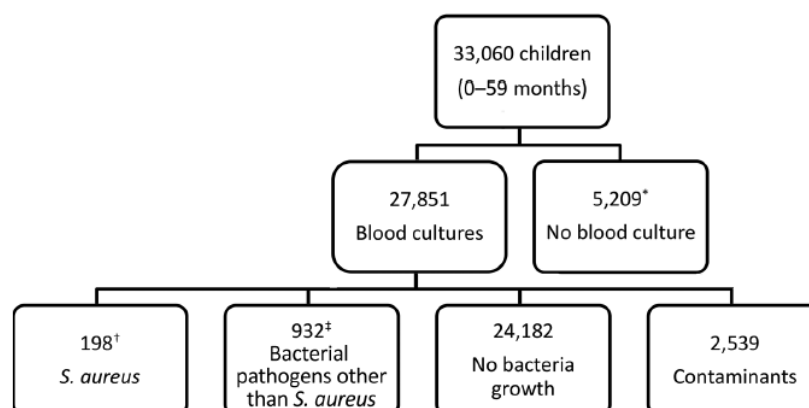 33,060 children
(0–59 months)
27,851
Blood cultures
5,209*
No blood culture
198†
S. aureus
932‡
Bacterial
pathogens other
than S. aureus
24,182
No bacteria
growth
2,539
Contaminants